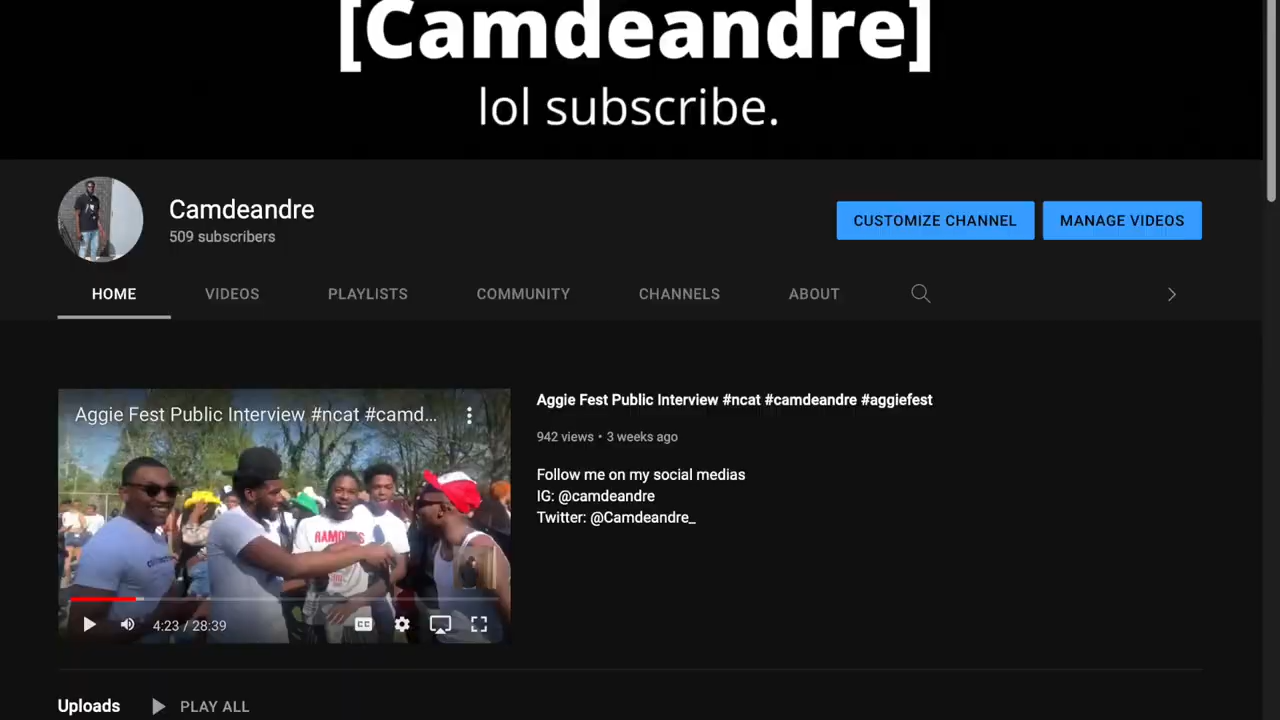 [Camdeandre]
lol subscribe.
Camdeandre
509 subscribers
CUSTOMIZE CHANNEL
MANAGE VIDEOS
HOME
VIDEOS
PLAYLISTS
COMMUNITY
CHANNELS
ABOUT
Aggie Fest Public Interview #ncat #camd...
4:23 / 28:39
Aggie Fest Public Interview #ncat #camdeandre #aggiefest
942 views • 3 weeks ago
Follow me on my social medias
IG: @camdeandre
Twitter: @Camdeandre_
Uploads
PLAY ALL